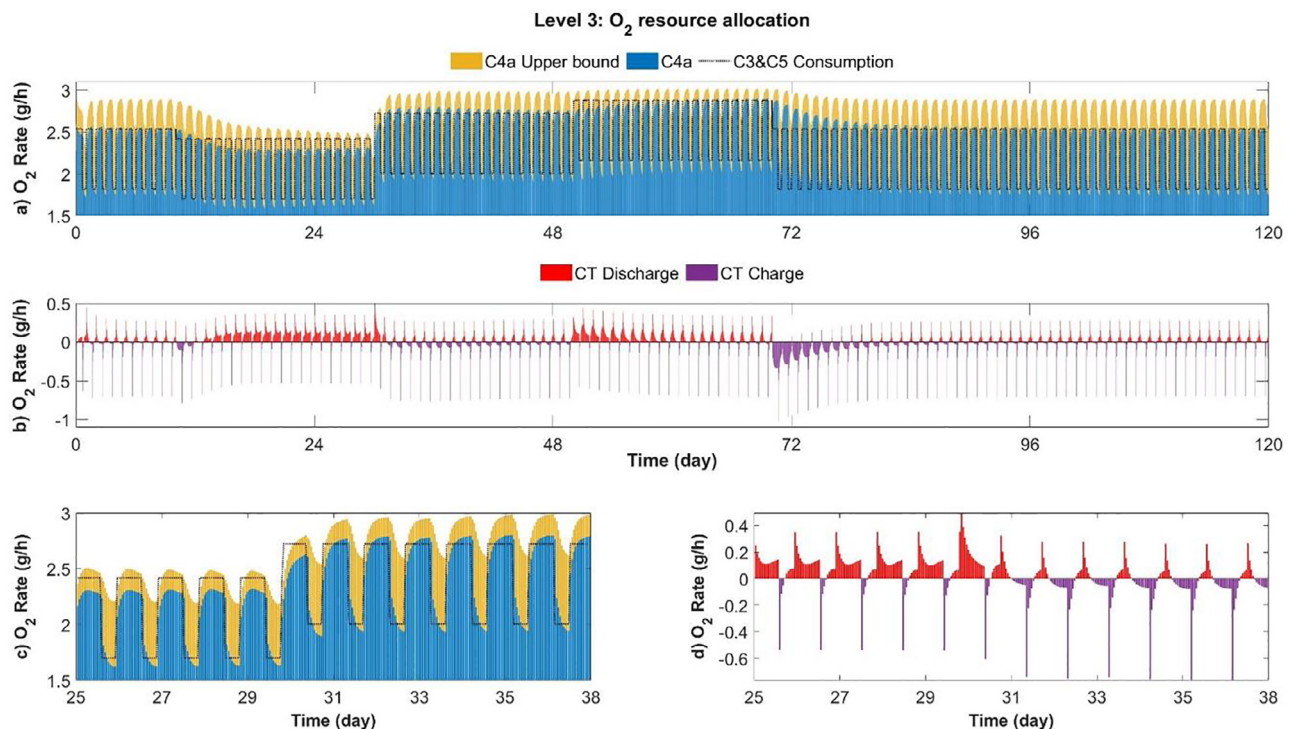 Level 3: O2 resource allocation
C4a Upper bound C4a C3&C5 Consumption
a) O2 Rate (g/h)
3
2.5
2
1.5
0 24 48 72 96 120
CT Discharge CT Charge
b) O2 Rate (g/h)
0.5
0
-0.5
-1
0 24 48 72 96 120
Time (day)
c) O2 Rate (g/h)
3
2.5
2
1.5
25 27 29 31 33 35 38
Time (day)
d) O2 Rate (g/h)
0.4
0.2
0
-0.2
-0.4
-0.6
25 27 29 31 33 35 38
Time (day)